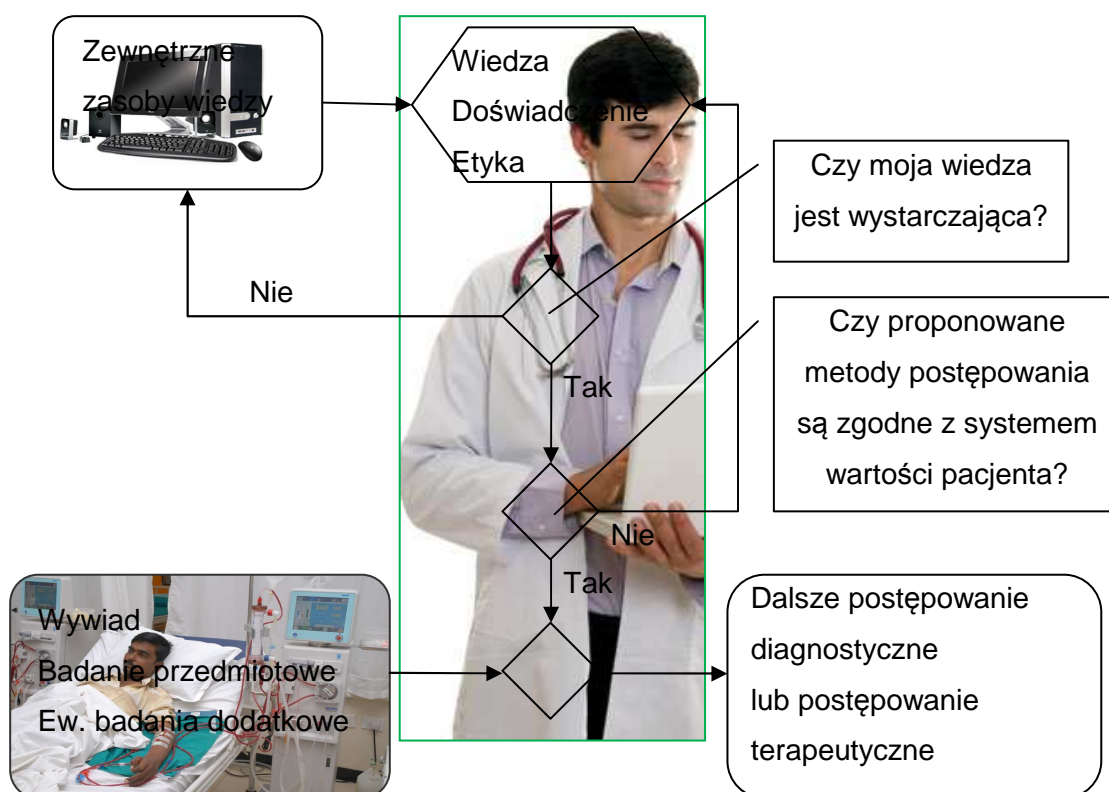 Zewnętrzne
zasoby wiedzy
Wiedza
Doświadczenie
Etyka
Czy moja wiedza
jest wystarczająca?
Nie
Czy proponowane
metody postępowania
są zgodne z systemem
wartości pacjenta?
Tak
Nie
Tak
Wywiad
Badanie przedmiotowe
Ew. badania dodatkowe
Dalsze postępowanie
diagnostyczne
lub postępowanie
terapeutyczne